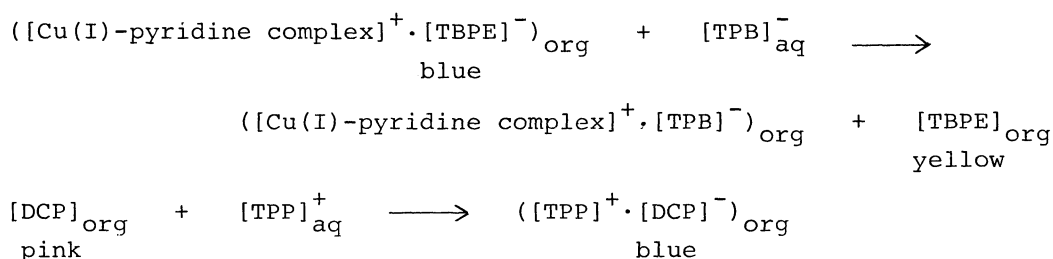 ([Cu(I)-pyridine complex]⁺·[TBPE]⁻)org + [TPB]⁻aq ⟶
blue
([Cu(I)-pyridine complex]⁺·[TPB]⁻)org + [TBPE]org
yellow
[DCP]org + [TPP]⁺aq ⟶ ([TPP]⁺·[DCP]⁻)org
pink blue